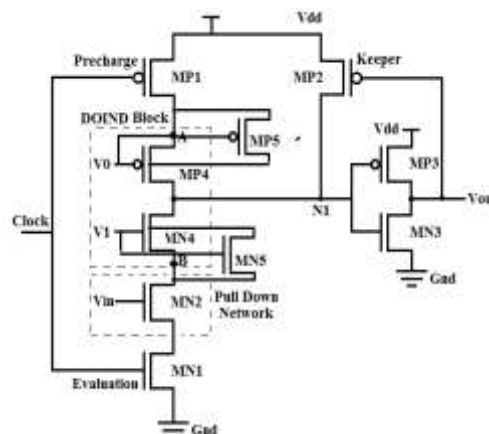 Vdd
Precharge
Keeper
MP1
MP2
DOIND Block
A
MP5
Vdd
V0
MP4
MP3
Clock
N1
Vou
V1
MN4
MN5
MN3
B
Pull Down
Network
Gnd
Vin
MN2
MN1
Evaluation
Gnd